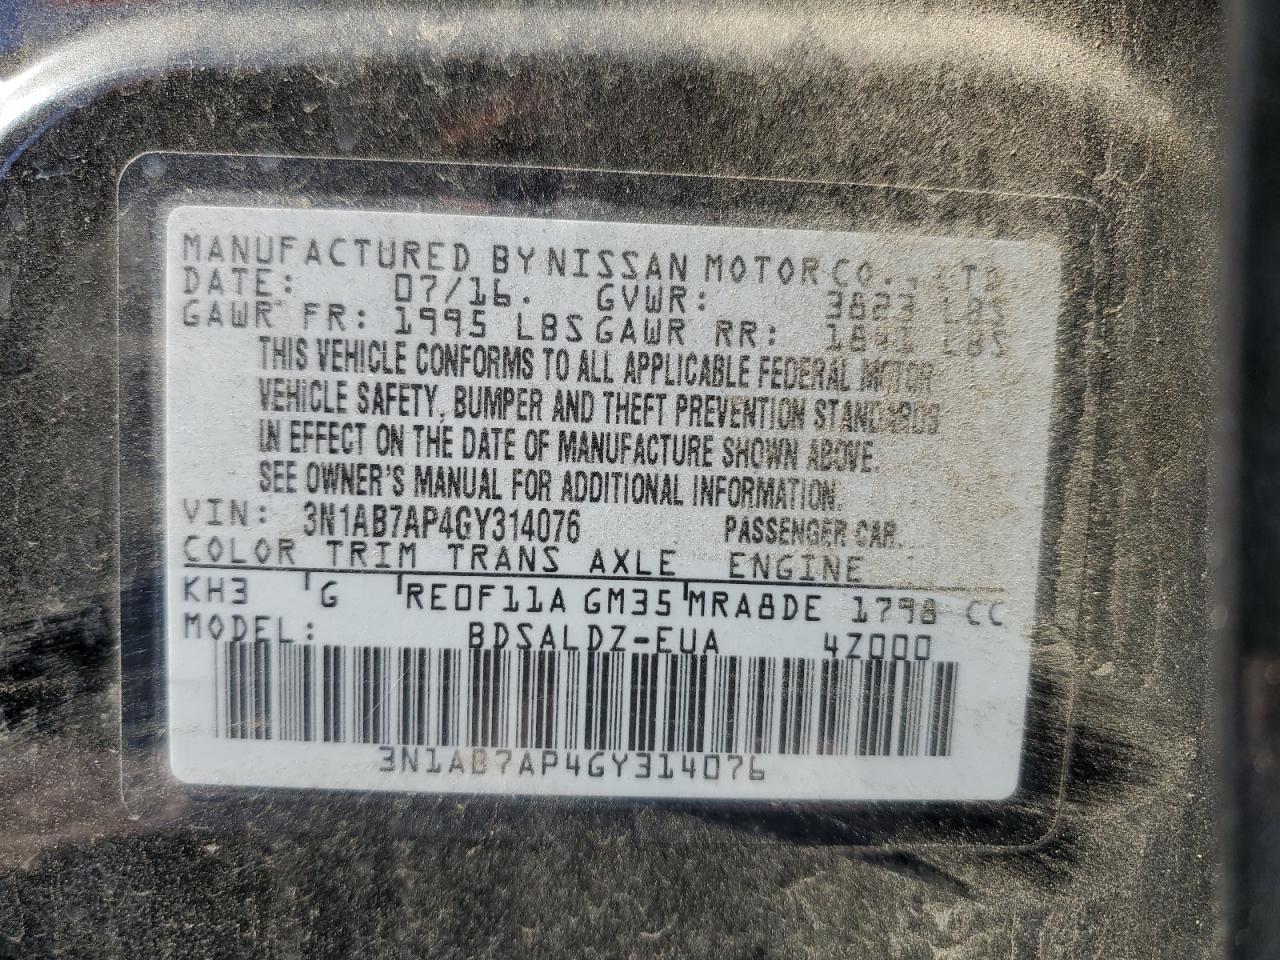 MANUFACTURED BY NISSAN MOTOR CO.,
DATE: 07/16. GVWR: 3823 LBS
GAWR FR: 1995 LBS GAWR RR: LBS
THIS VEHICLE CONFORMS TO ALL APPLICABLE FEDERAL MOTOR
VEHICLE SAFETY, BUMPER AND THEFT PREVENTION STANDARDS
IN EFFECT ON THE DATE OF MANUFACTURE SHOWN ABOVE.
SEE OWNER'S MANUAL FOR ADDITIONAL INFORMATION.
VIN: 3N1AB7AP4GY314076 PASSENGER CAR.
COLOR TRIM TRANS AXLE ENGINE
KH3 G RE0F11A GM35 MRA8DE 1798 CC
MODEL: BDSALDZ-EUA 4Z000
3N1AB7AP4GY314076